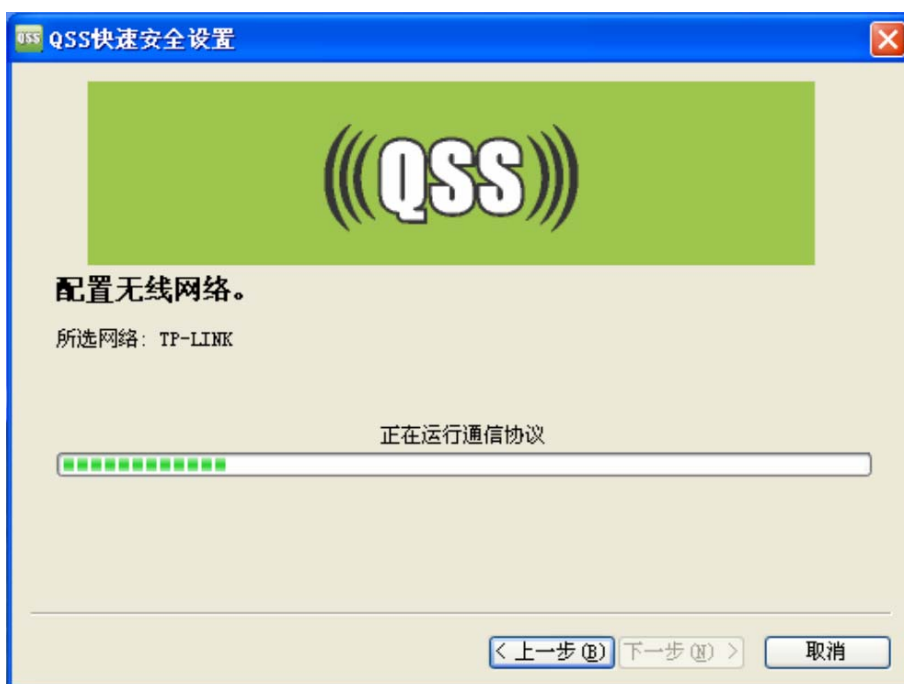 QSS QSS快速安全设置
(((QSS)))
配置无线网络。
所选网络: TP-LINK
正在运行通信协议
< 上一步(B) 下一步(N) > 取消